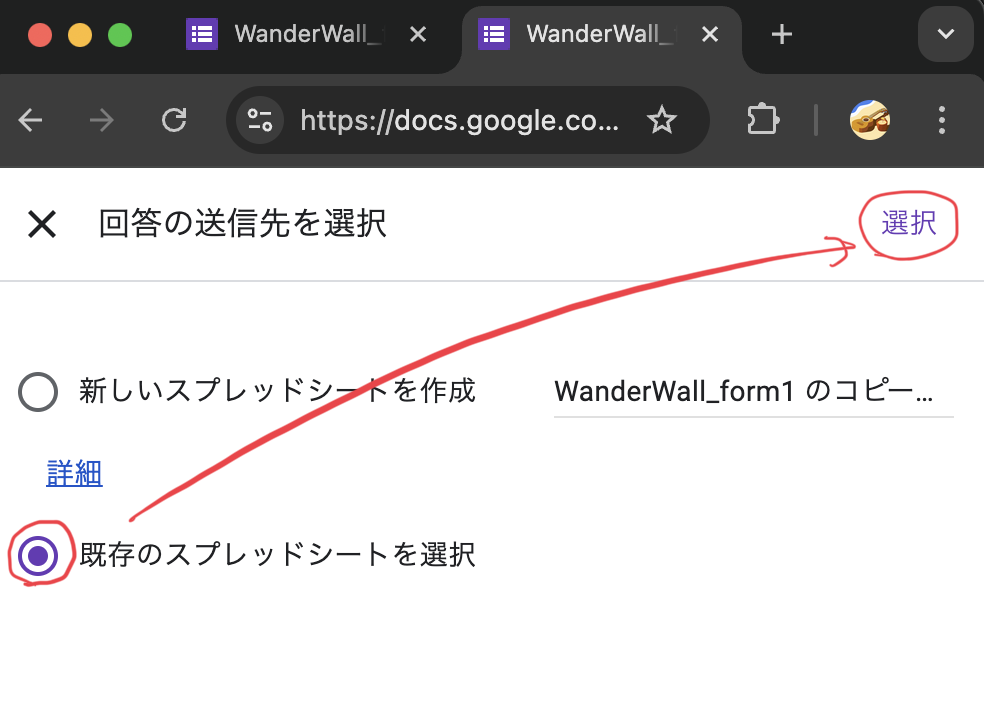 WanderWall_
WanderWall_
https://docs.google.co...
回答の送信先を選択
選択
新しいスプレッドシートを作成
WanderWall_form1 のコピー...
詳細
既存のスプレッドシートを選択